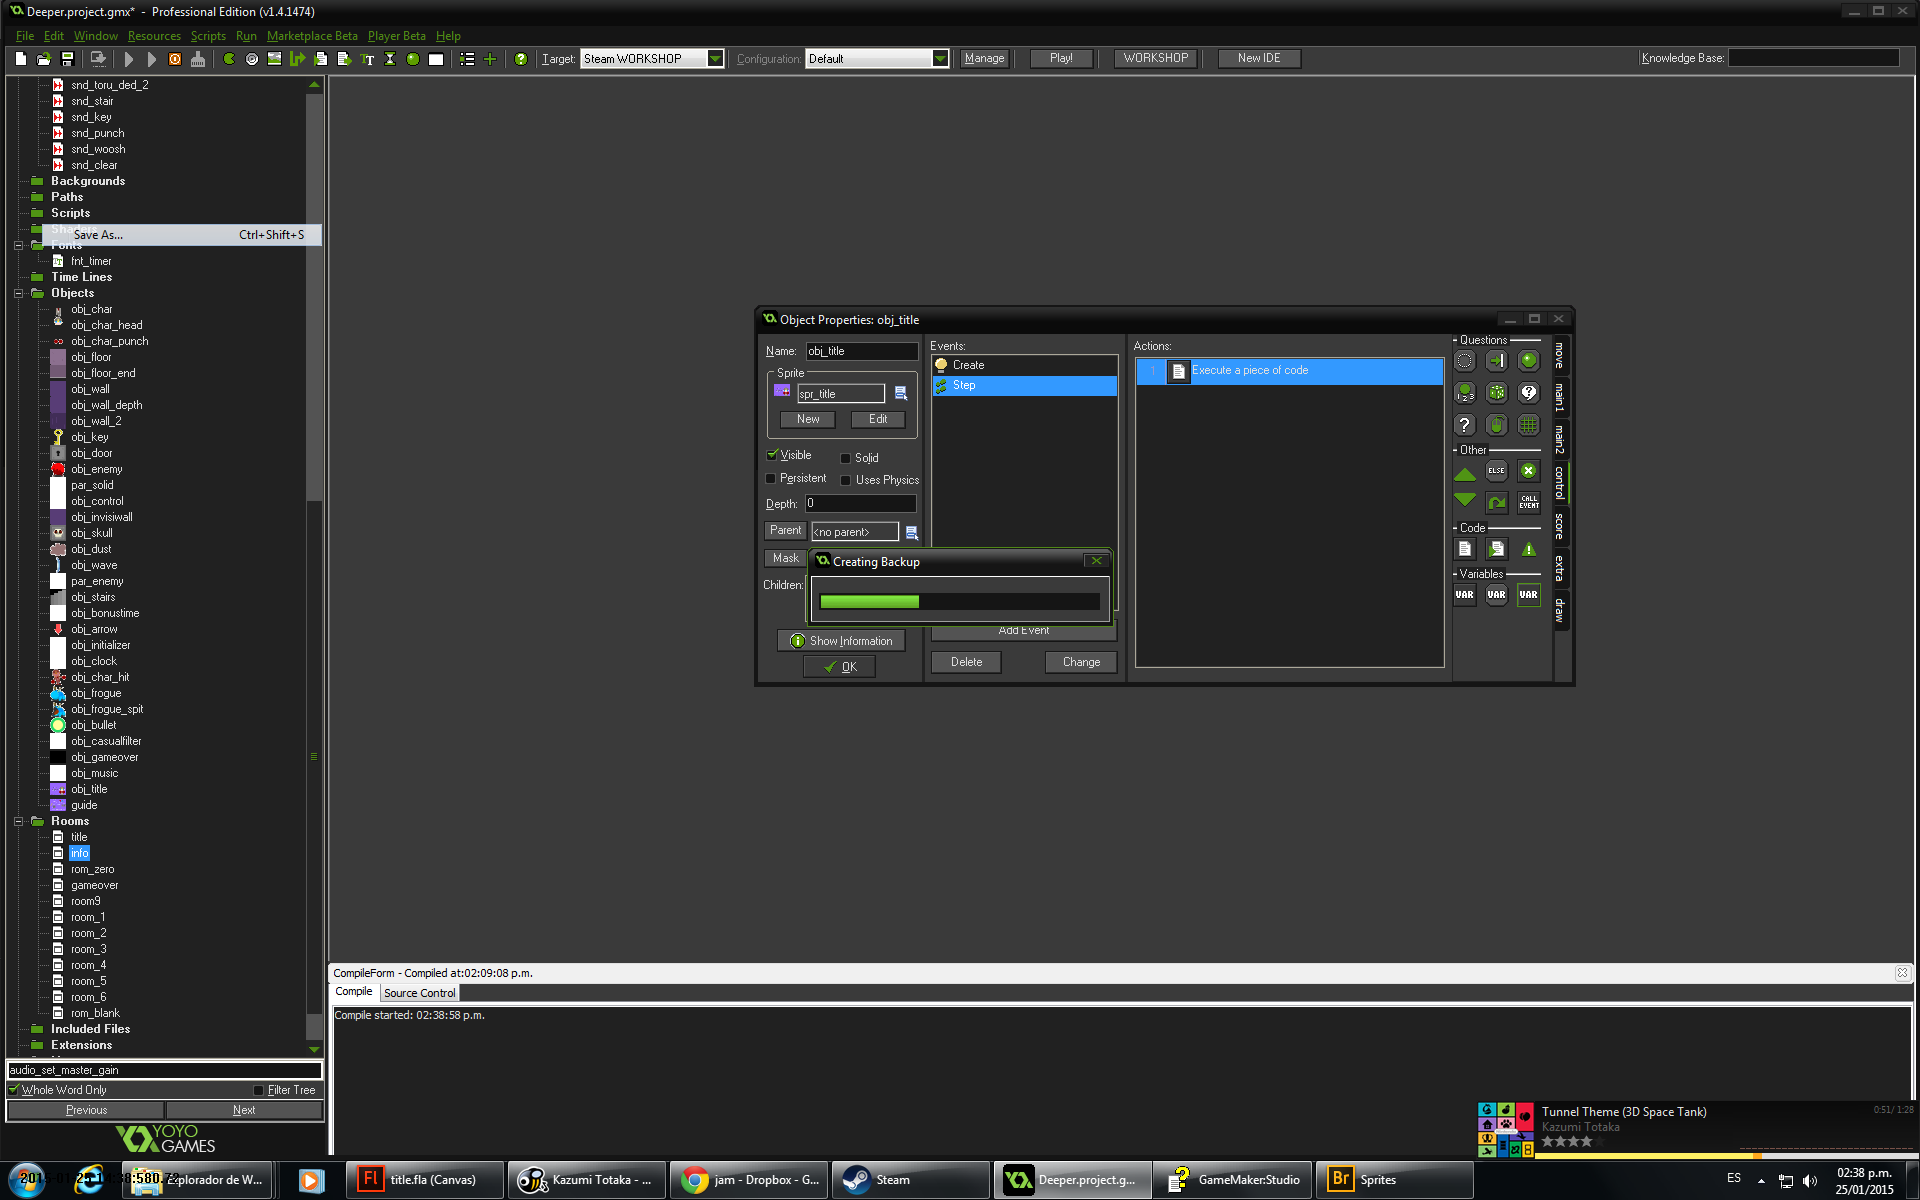 Deeper.project.gmx* - Professional Edition (v1.4.1474)
File Edit Window Resources Scripts Run Marketplace Beta Player Beta Help
Target: Steam WORKSHOP Configuration: Default Manage Play! WORKSHOP New IDE Knowledge Base:
snd_toru_ded_2
snd_stair
snd_key
snd_punch
snd_woosh
snd_clear
Backgrounds
Paths
Scripts
Shaders
Save As... Ctrl+Shift+S
Fonts
fnt_timer
Time Lines
Objects
obj_char
obj_char_head
obj_char_punch
obj_floor
obj_floor_end
obj_wall
obj_wall_depth
obj_wall_2
obj_key
obj_door
obj_enemy
par_solid
obj_control
obj_invisiwall
obj_skull
obj_dust
obj_wave
par_enemy
obj_stairs
obj_bonustime
obj_arrow
obj_initializer
obj_clock
obj_char_hit
obj_frogue
obj_frogue_spit
obj_bullet
obj_casualfilter
obj_gameover
obj_music
obj_title
guide
Rooms
title
info
rom_zero
gameover
room9
room_1
room_2
room_3
room_4
room_5
room_6
rom_blank
Included Files
Extensions
audio_set_master_gain
Whole Word Only Filter Tree
Previous Next
YOYO GAMES
Object Properties: obj_title
Name: obj_title
Sprite
spr_title
New Edit
Visible Solid
Persistent Uses Physics
Depth: 0
Parent <no parent>
Mask
Children:
Show Information
OK
Events:
Create
Step
Add Event
Delete Change
Actions:
1 Execute a piece of code
Questions
Other
ELSE
CALL EVENT
Code
Variables
VAR VAR VAR
move
main1
main2
control
score
extra
draw
Creating Backup
CompileForm - Compiled at:02:09:08 p.m.
Compile Source Control
Compile started: 02:38:58 p.m.
Tunnel Theme (3D Space Tank) 0:51/ 1:28
Kazumi Totaka
Explorador de W...
title.fla (Canvas)
Kazumi Totaka - ...
jam - Dropbox - G...
Steam
Deeper.project.g...
GameMaker:Studio
Sprites
ES
02:38 p.m.
25/01/2015